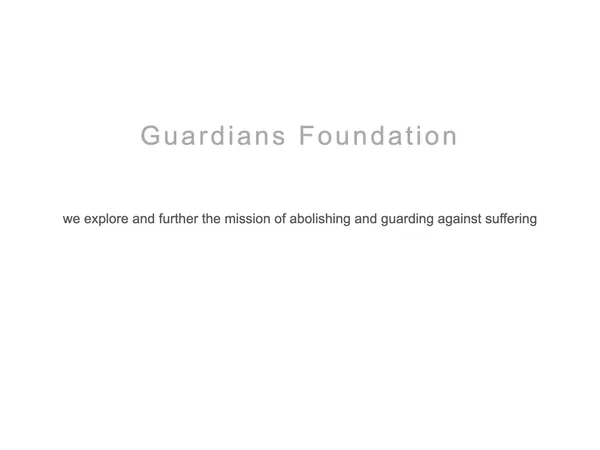 Guardians Foundation
we explore and further the mission of abolishing and guarding against suffering